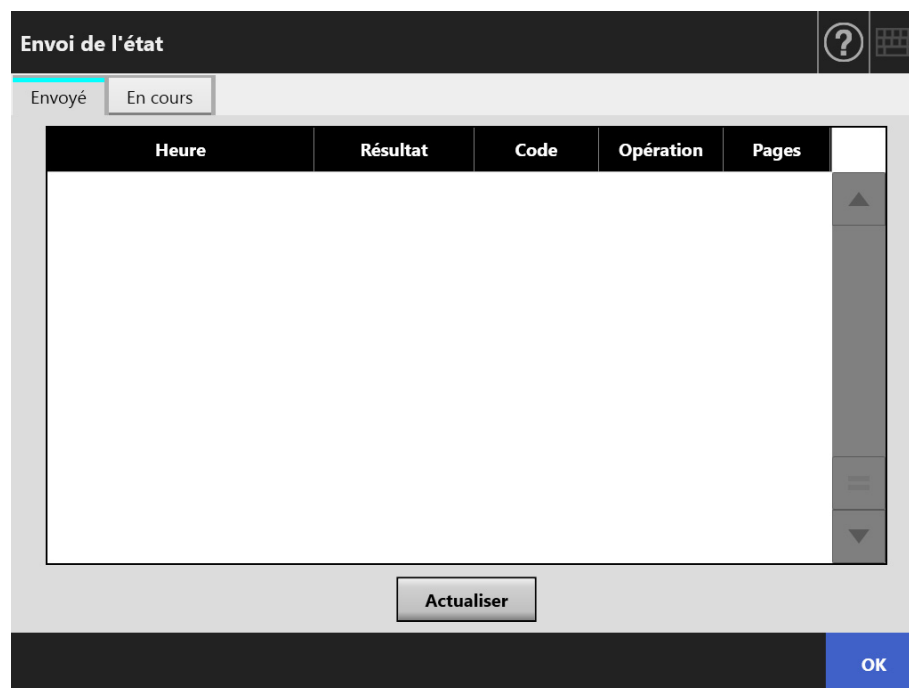 Envoi de l'état ?
Envoyé En cours
Heure Résultat Code Opération Pages
Actualiser
OK